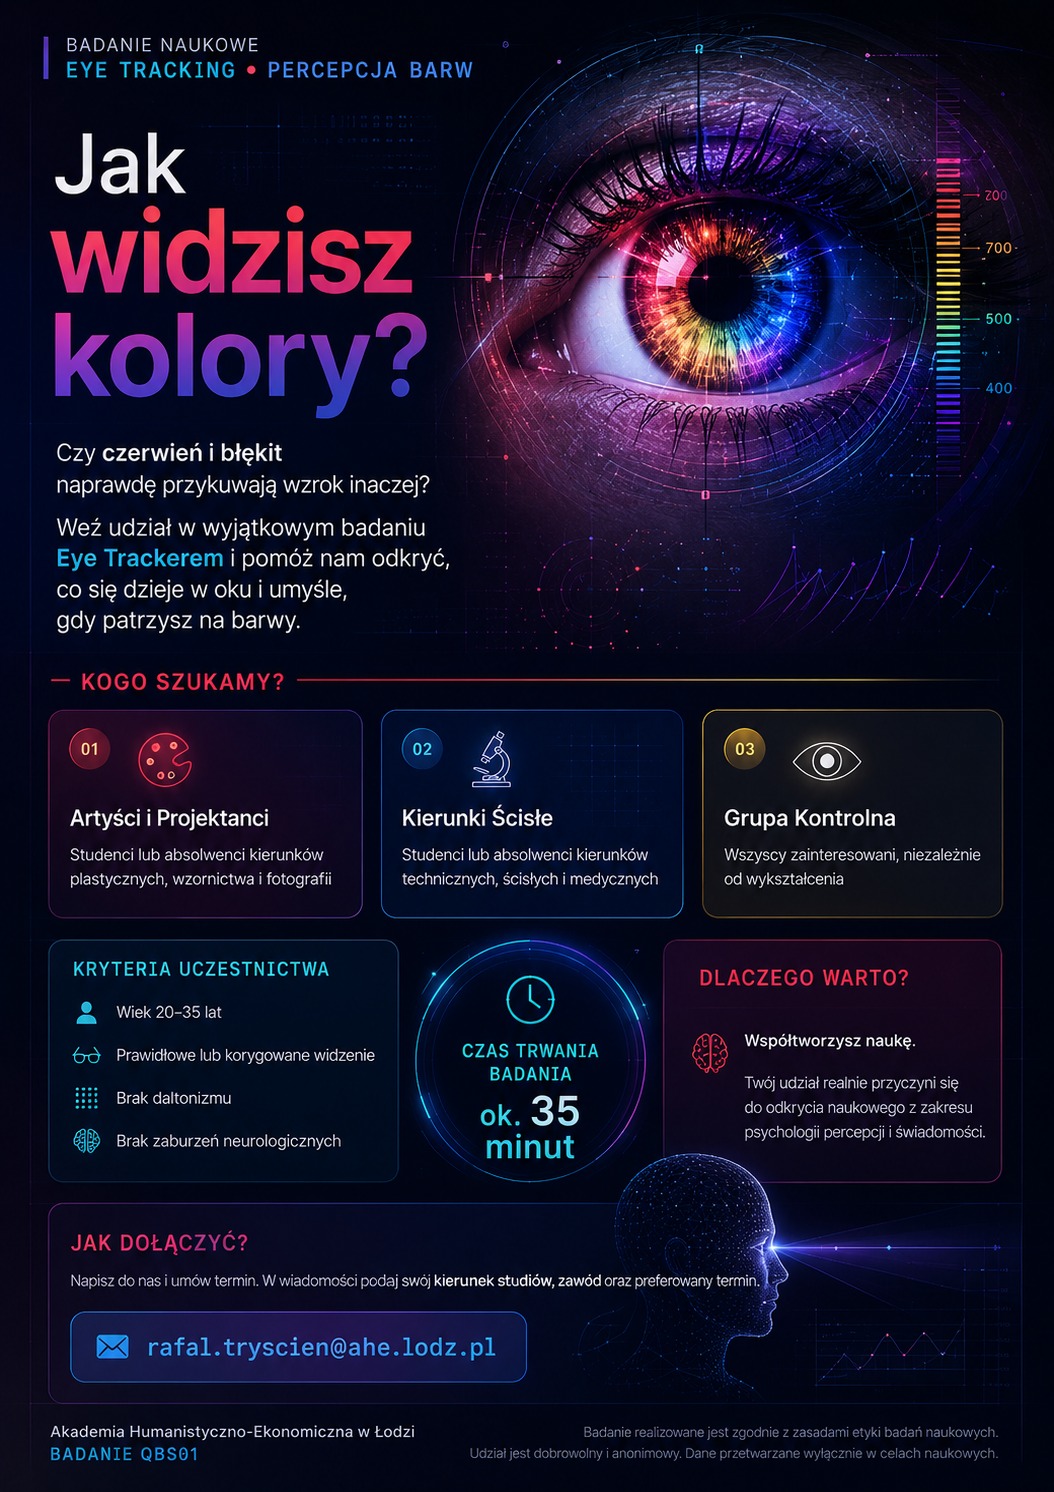 BADANIE NAUKOWE
EYE TRACKING • PERCEPCJA BARW
Jak
widzisz
kolory?
200
700
500
400
Czy czerwień i błękit
naprawdę przykuwają wzrok inaczej?
Weź udział w wyjątkowym badaniu
Eye Trackerem i pomóż nam odkryć,
co się dzieje w oku i umyśle,
gdy patrzysz na barwy.
KOGO SZUKAMY?
01
Artyści i Projektanci
Studenci lub absolwenci kierunków
plastycznych, wzornictwa i fotografii
02
Kierunki Ścisłe
Studenci lub absolwenci kierunków
technicznych, ścisłych i medycznych
03
Grupa Kontrolna
Wszyscy zainteresowani, niezależnie
od wykształcenia
KRYTERIA UCZESTNICTWA
Wiek 20–35 lat
Prawidłowe lub korygowane widzenie
Brak daltonizmu
Brak zaburzeń neurologicznych
CZAS TRWANIA
BADANIA
ok. 35
minut
DLACZEGO WARTO?
Współtworzysz naukę.
Twój udział realnie przyczyni się
do odkrycia naukowego z zakresu
psychologii percepcji i świadomości.
JAK DOŁĄCZYĆ?
Napisz do nas i umów termin. W wiadomości podaj swój kierunek studiów, zawód oraz preferowany termin.
rafal.tryscien@ahe.lodz.pl
Akademia Humanistyczno-Ekonomiczna w Łodzi
BADANIE QBS01
Badanie realizowane jest zgodnie z zasadami etyki badań naukowych.
Udział jest dobrowolny i anonimowy. Dane przetwarzane wyłącznie w celach naukowych.